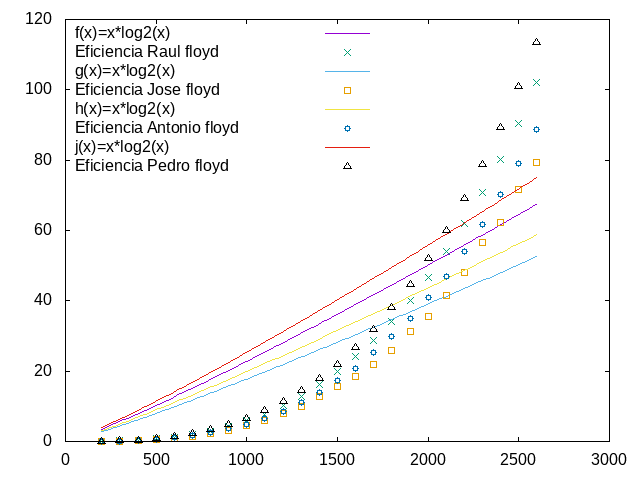 120
100
80
60
40
20
0
0 500 1000 1500 2000 2500 3000
f(x)=x*log2(x)
Eficiencia Raul floyd
g(x)=x*log2(x)
Eficiencia Jose floyd
h(x)=x*log2(x)
Eficiencia Antonio floyd
j(x)=x*log2(x)
Eficiencia Pedro floyd